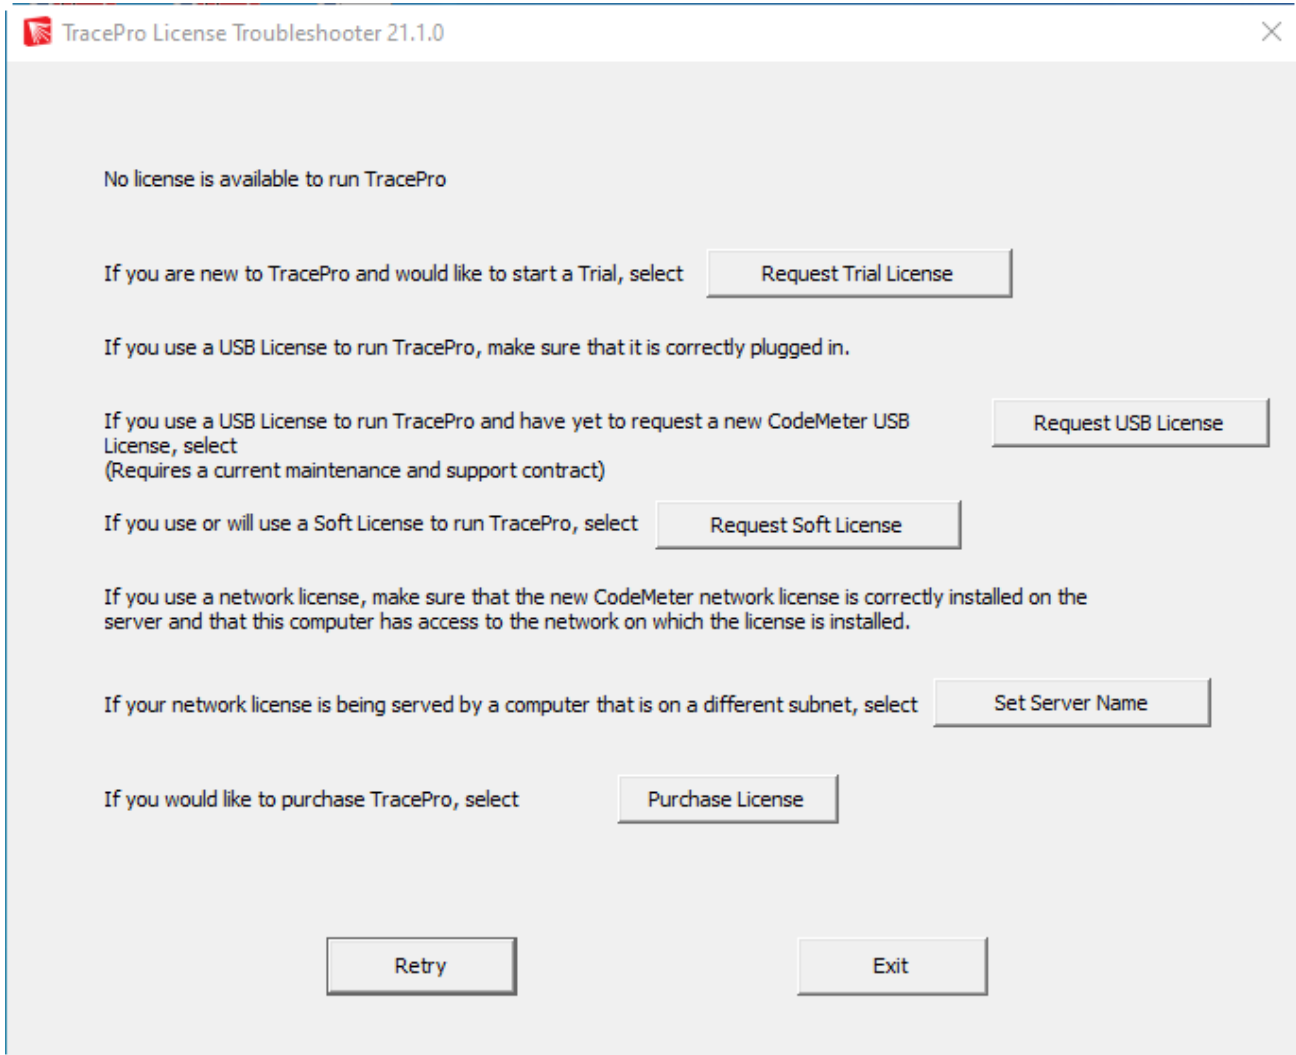 TracePro License Troubleshooter 21.1.0
No license is available to run TracePro
If you are new to TracePro and would like to start a Trial, select
Request Trial License
If you use a USB License to run TracePro, make sure that it is correctly plugged in.
If you use a USB License to run TracePro and have yet to request a new CodeMeter USB
License, select
(Requires a current maintenance and support contract)
Request USB License
If you use or will use a Soft License to run TracePro, select
Request Soft License
If you use a network license, make sure that the new CodeMeter network license is correctly installed on the
server and that this computer has access to the network on which the license is installed.
If your network license is being served by a computer that is on a different subnet, select
Set Server Name
If you would like to purchase TracePro, select
Purchase License
Retry
Exit